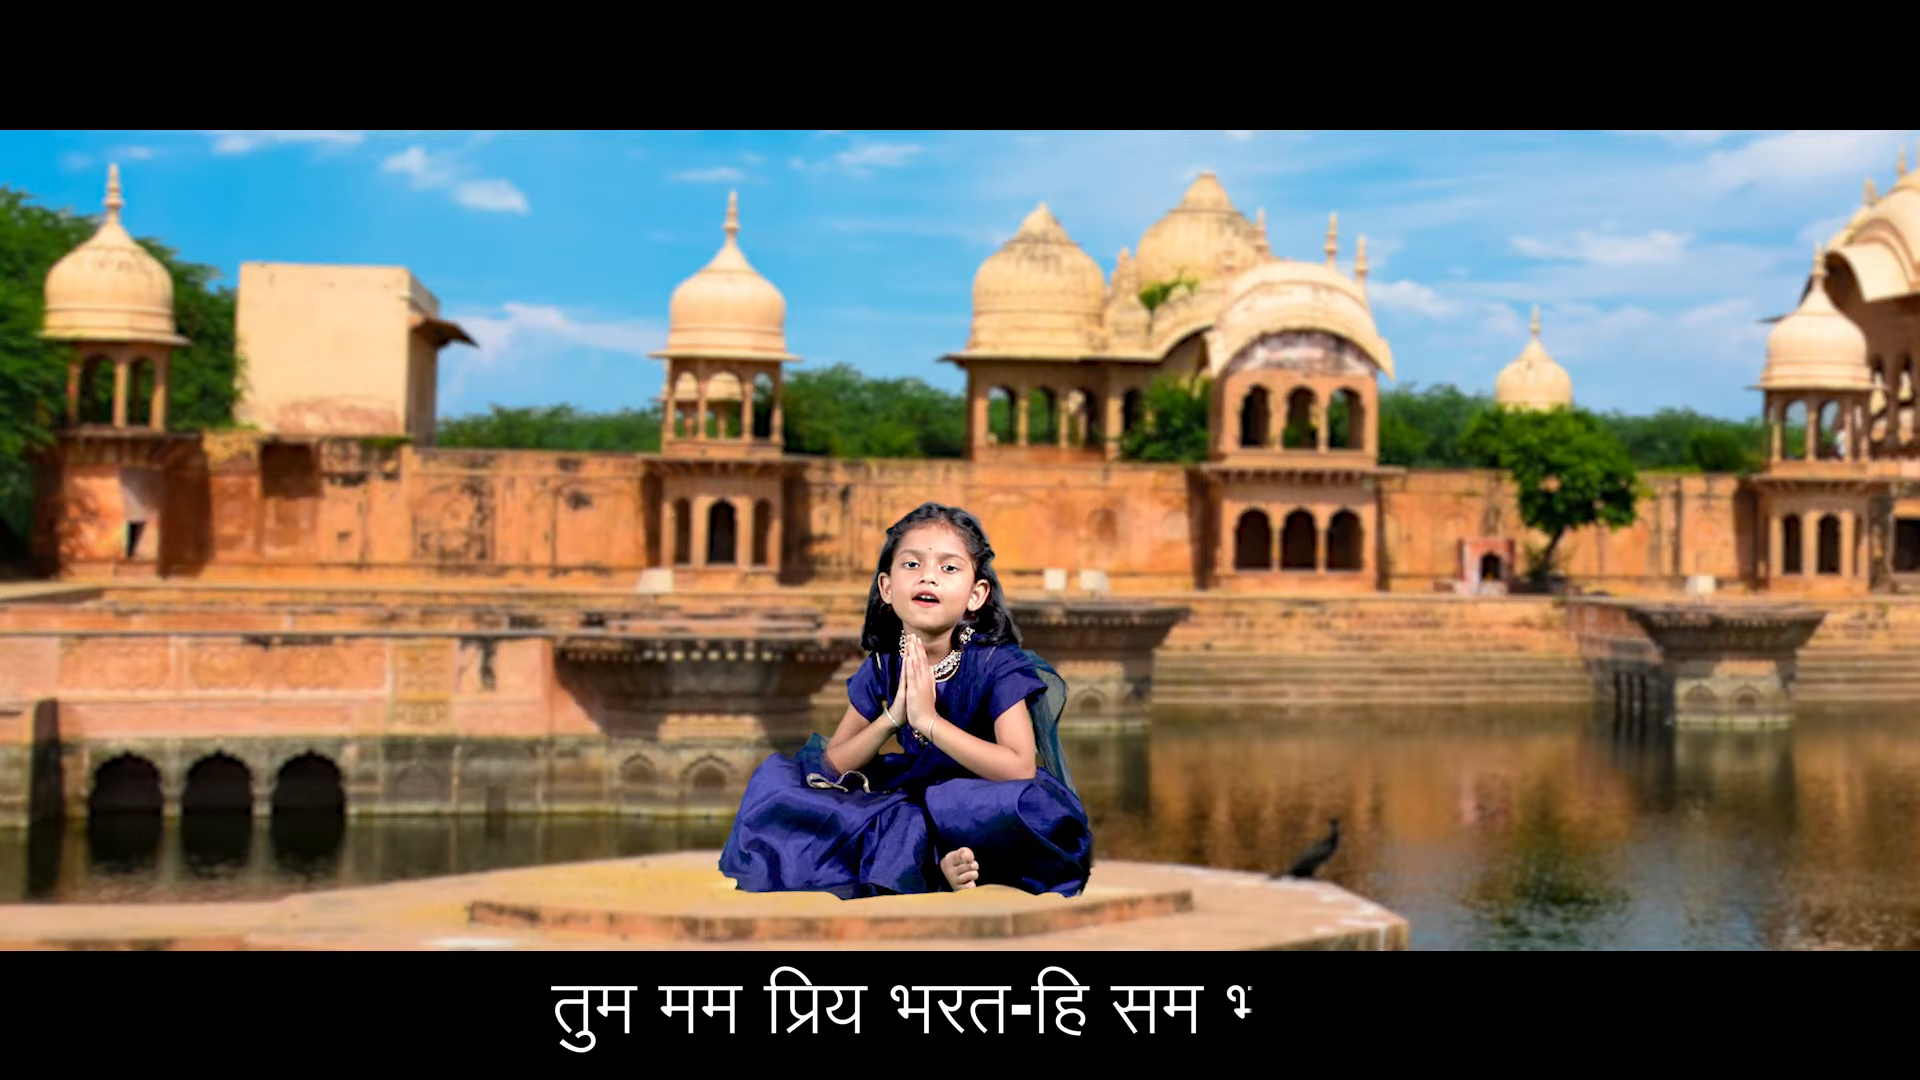 तुम मम प्रिय भरत-हि सम